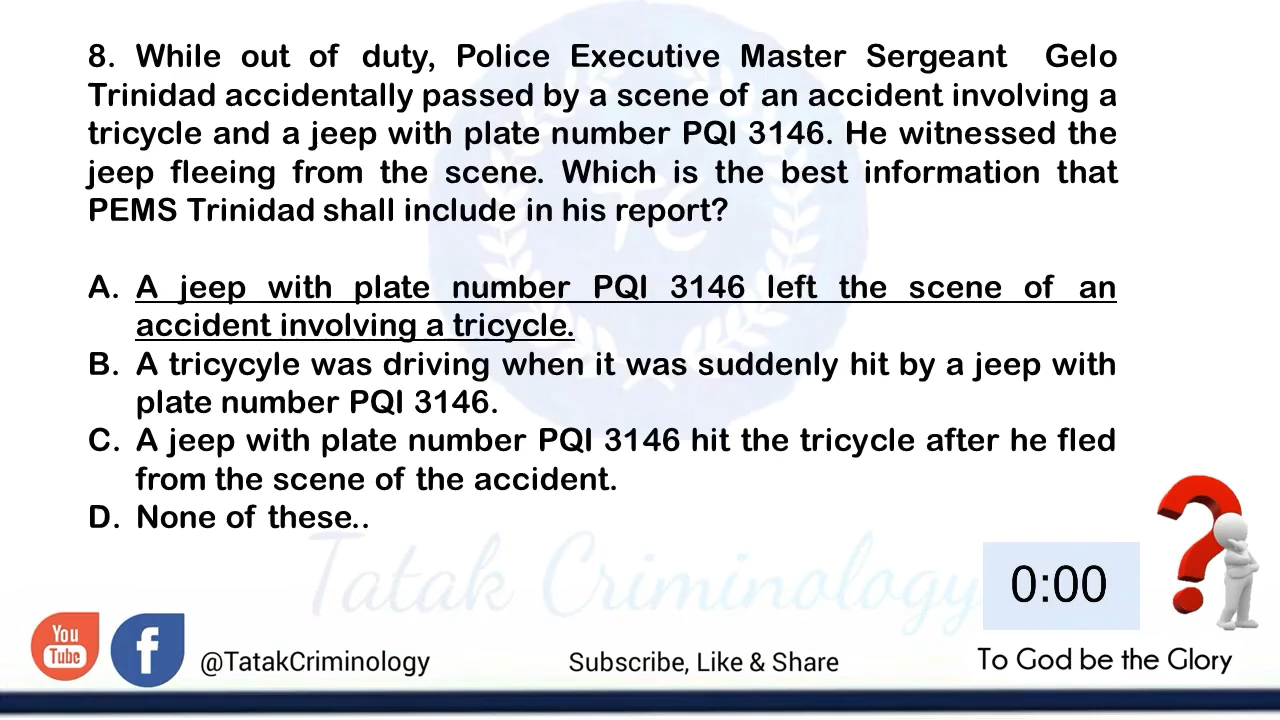 8. While out of duty, Police Executive Master Sergeant Gelo
Trinidad accidentally passed by a scene of an accident involving a
tricycle and a jeep with plate number PQI 3146. He witnessed the
jeep fleeing from the scene. Which is the best information that
PEMS Trinidad shall include in his report?
A. A jeep with plate number PQI 3146 left the scene of an
accident involving a tricycle.
B. A tricycyle was driving when it was suddenly hit by a jeep with
plate number PQI 3146.
C. A jeep with plate number PQI 3146 hit the tricycle after he fled
from the scene of the accident.
D. None of these..
TC
Tatak Criminology
0:00
You
Tube
f
@TatakCriminology
Subscribe, Like & Share
To God be the Glory